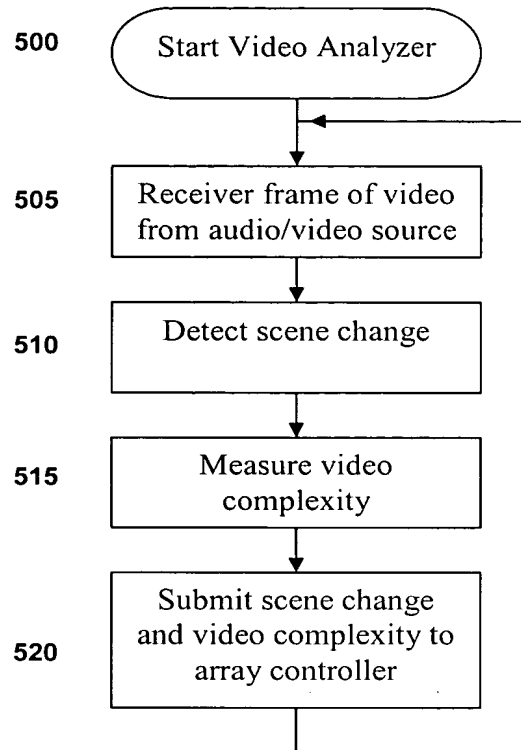 500
Start Video Analyzer
505
Receiver frame of video
from audio/video source
510
Detect scene change
515
Measure video
complexity
520
Submit scene change
and video complexity to
array controller